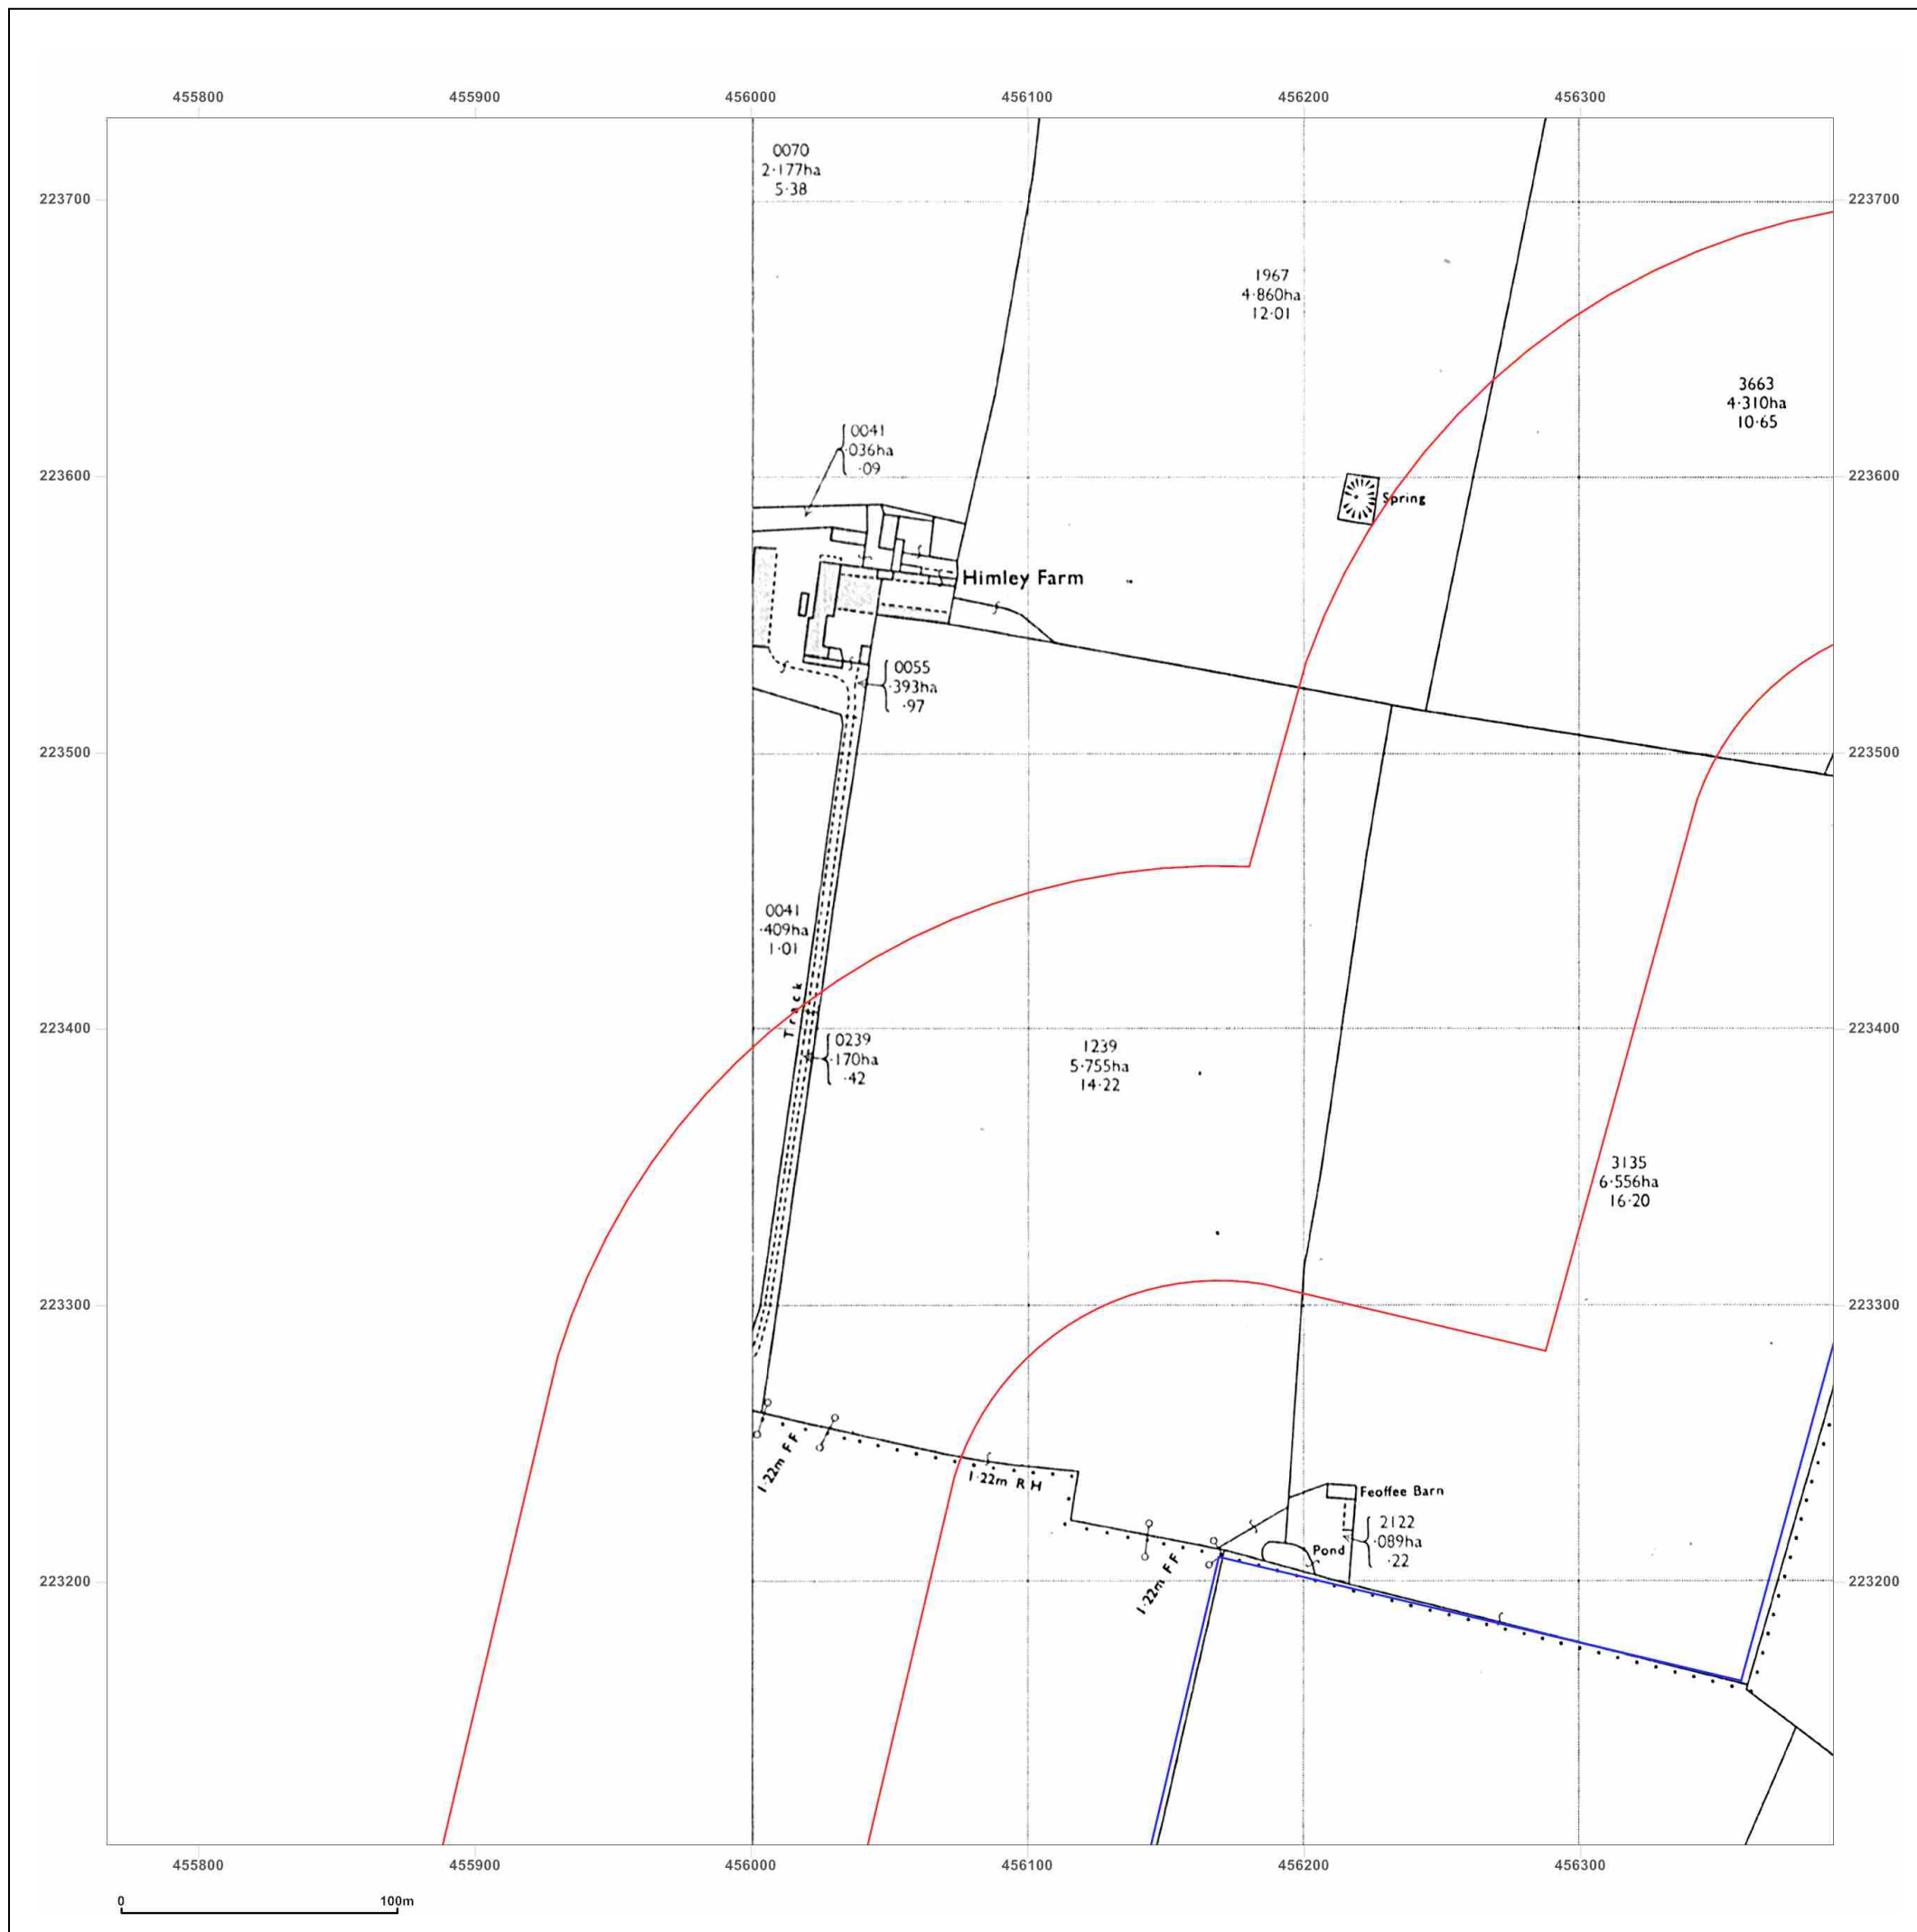 455800 455900 456000 456100 456200 456300
0070
2·177ha
5·38
223700 223700
1967
4·860ha
12·01
3663
4·310ha
10·65
0041
·036ha
·09
223600 223600
Spring
Himley Farm
0055
·393ha
·97
223500 223500
0041
·409ha
1·01
Track
223400 223400
0239
·170ha
·42
1239
5·755ha
14·22
3135
6·556ha
16·20
223300 223300
1·22m FF
1·22m RH
Feoffee Barn
2122
·089ha
·22
Pond
1·22m FF
223200 223200
455800 455900 456000 456100 456200 456300
0 100m